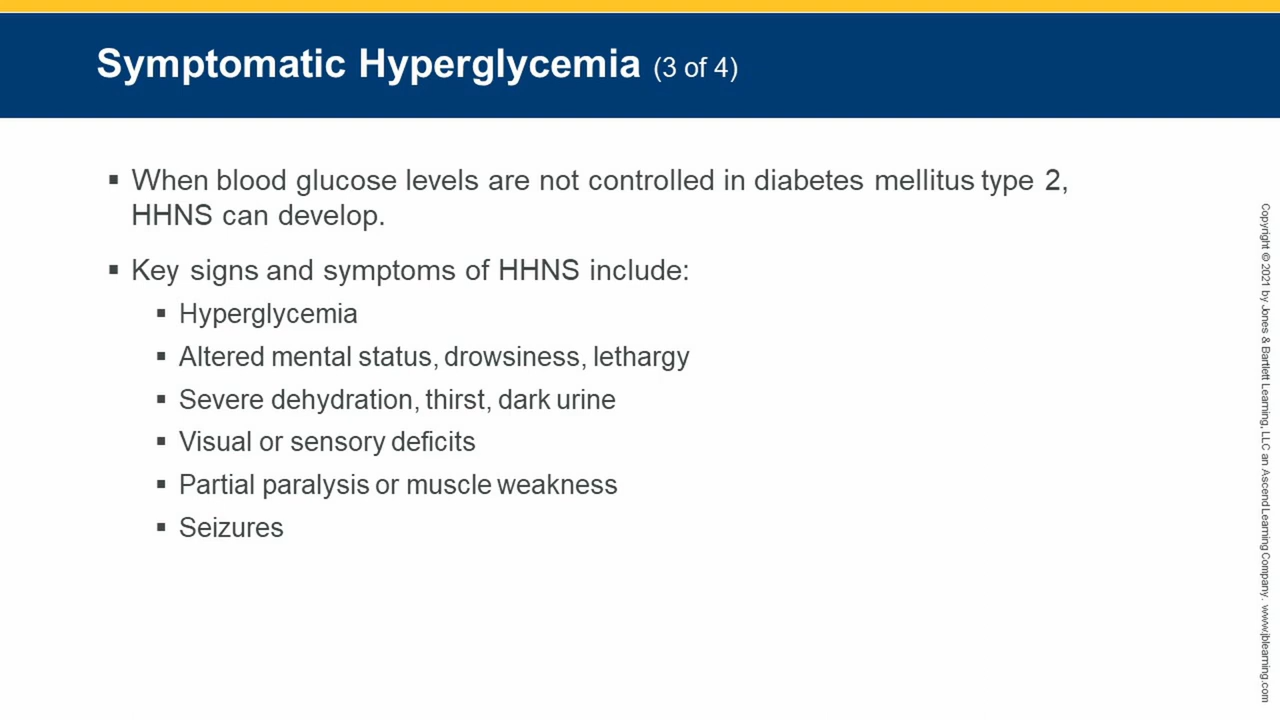 Symptomatic Hyperglycemia (3 of 4)
▪ When blood glucose levels are not controlled in diabetes mellitus type 2,
HHNS can develop.
▪ Key signs and symptoms of HHNS include:
▪ Hyperglycemia
▪ Altered mental status, drowsiness, lethargy
▪ Severe dehydration, thirst, dark urine
▪ Visual or sensory deficits
▪ Partial paralysis or muscle weakness
▪ Seizures
Copyright © 2021 by Jones & Bartlett Learning, LLC an Ascend Learning Company. www.jblearning.com